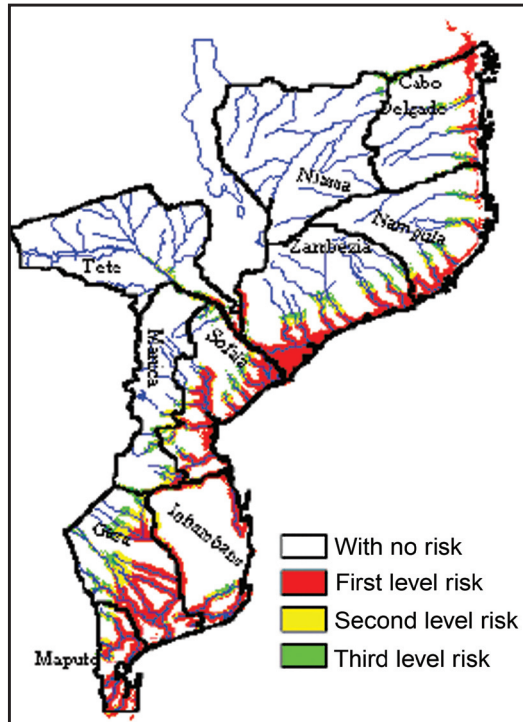 Cabo
Delgado
Niassa
Nampula
Zambezia
Tete
Manica
Sofala
Gaza
Inhambane
Maputo
With no risk
First level risk
Second level risk
Third level risk